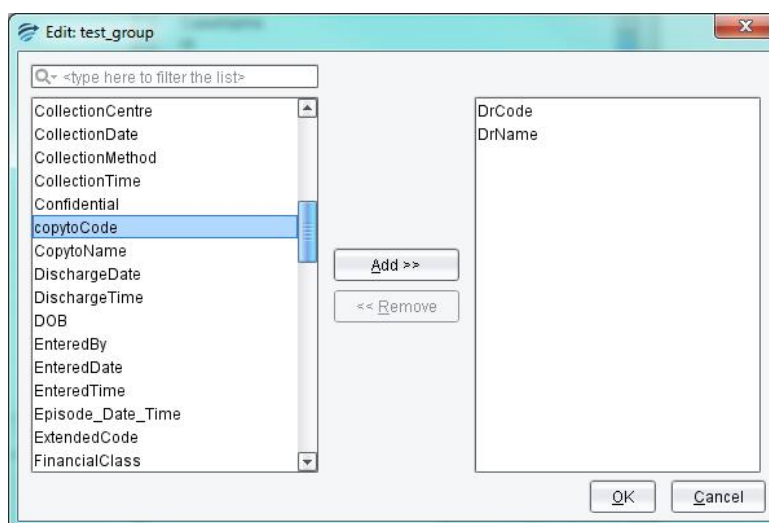 Edit: test_group
<type here to filter the list>
CollectionCentre
CollectionDate
CollectionMethod
CollectionTime
Confidential
copytoCode
CopytoName
DischargeDate
DischargeTime
DOB
EnteredBy
EnteredDate
EnteredTime
Episode_Date_Time
ExtendedCode
FinancialClass
Add >>
<< Remove
DrCode
DrName
OK
Cancel